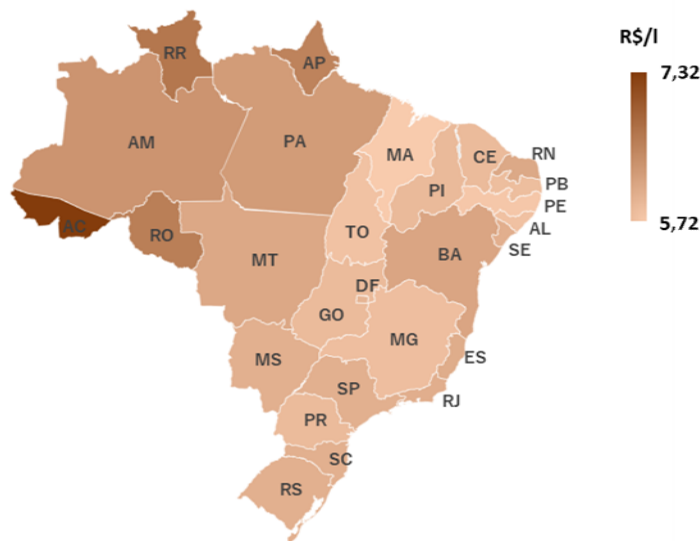 R$/l
7,32
5,72
RR
AP
AM
PA
MA
CE
RN
PB
PI
PE
AL
SE
AC
RO
TO
BA
MT
DF
GO
MG
ES
MS
SP
RJ
PR
SC
RS